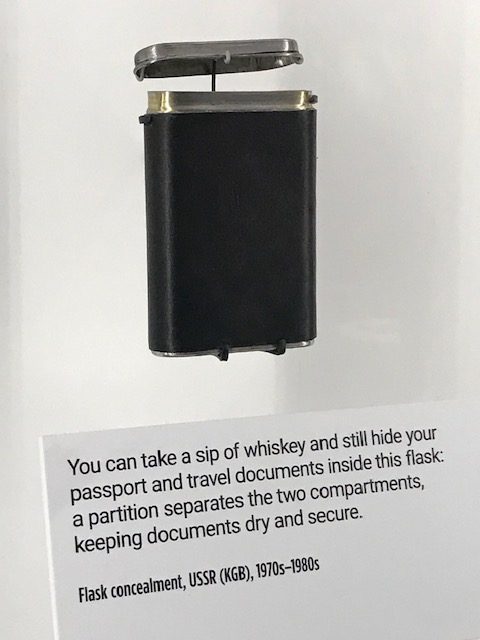 You can take a sip of whiskey and still hide your
passport and travel documents inside this flask:
a partition separates the two compartments,
keeping documents dry and secure.
Flask concealment, USSR (KGB), 1970s–1980s